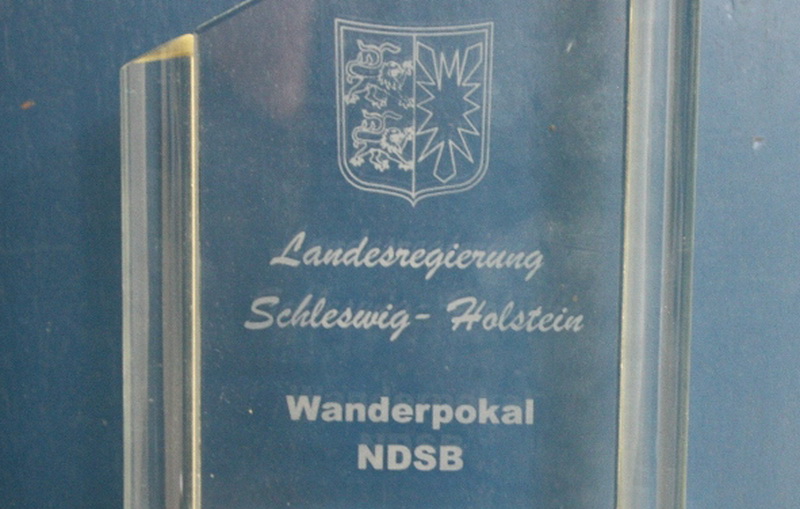 Landesregierung
Schleswig- Holstein
Wanderpokal
NDSB